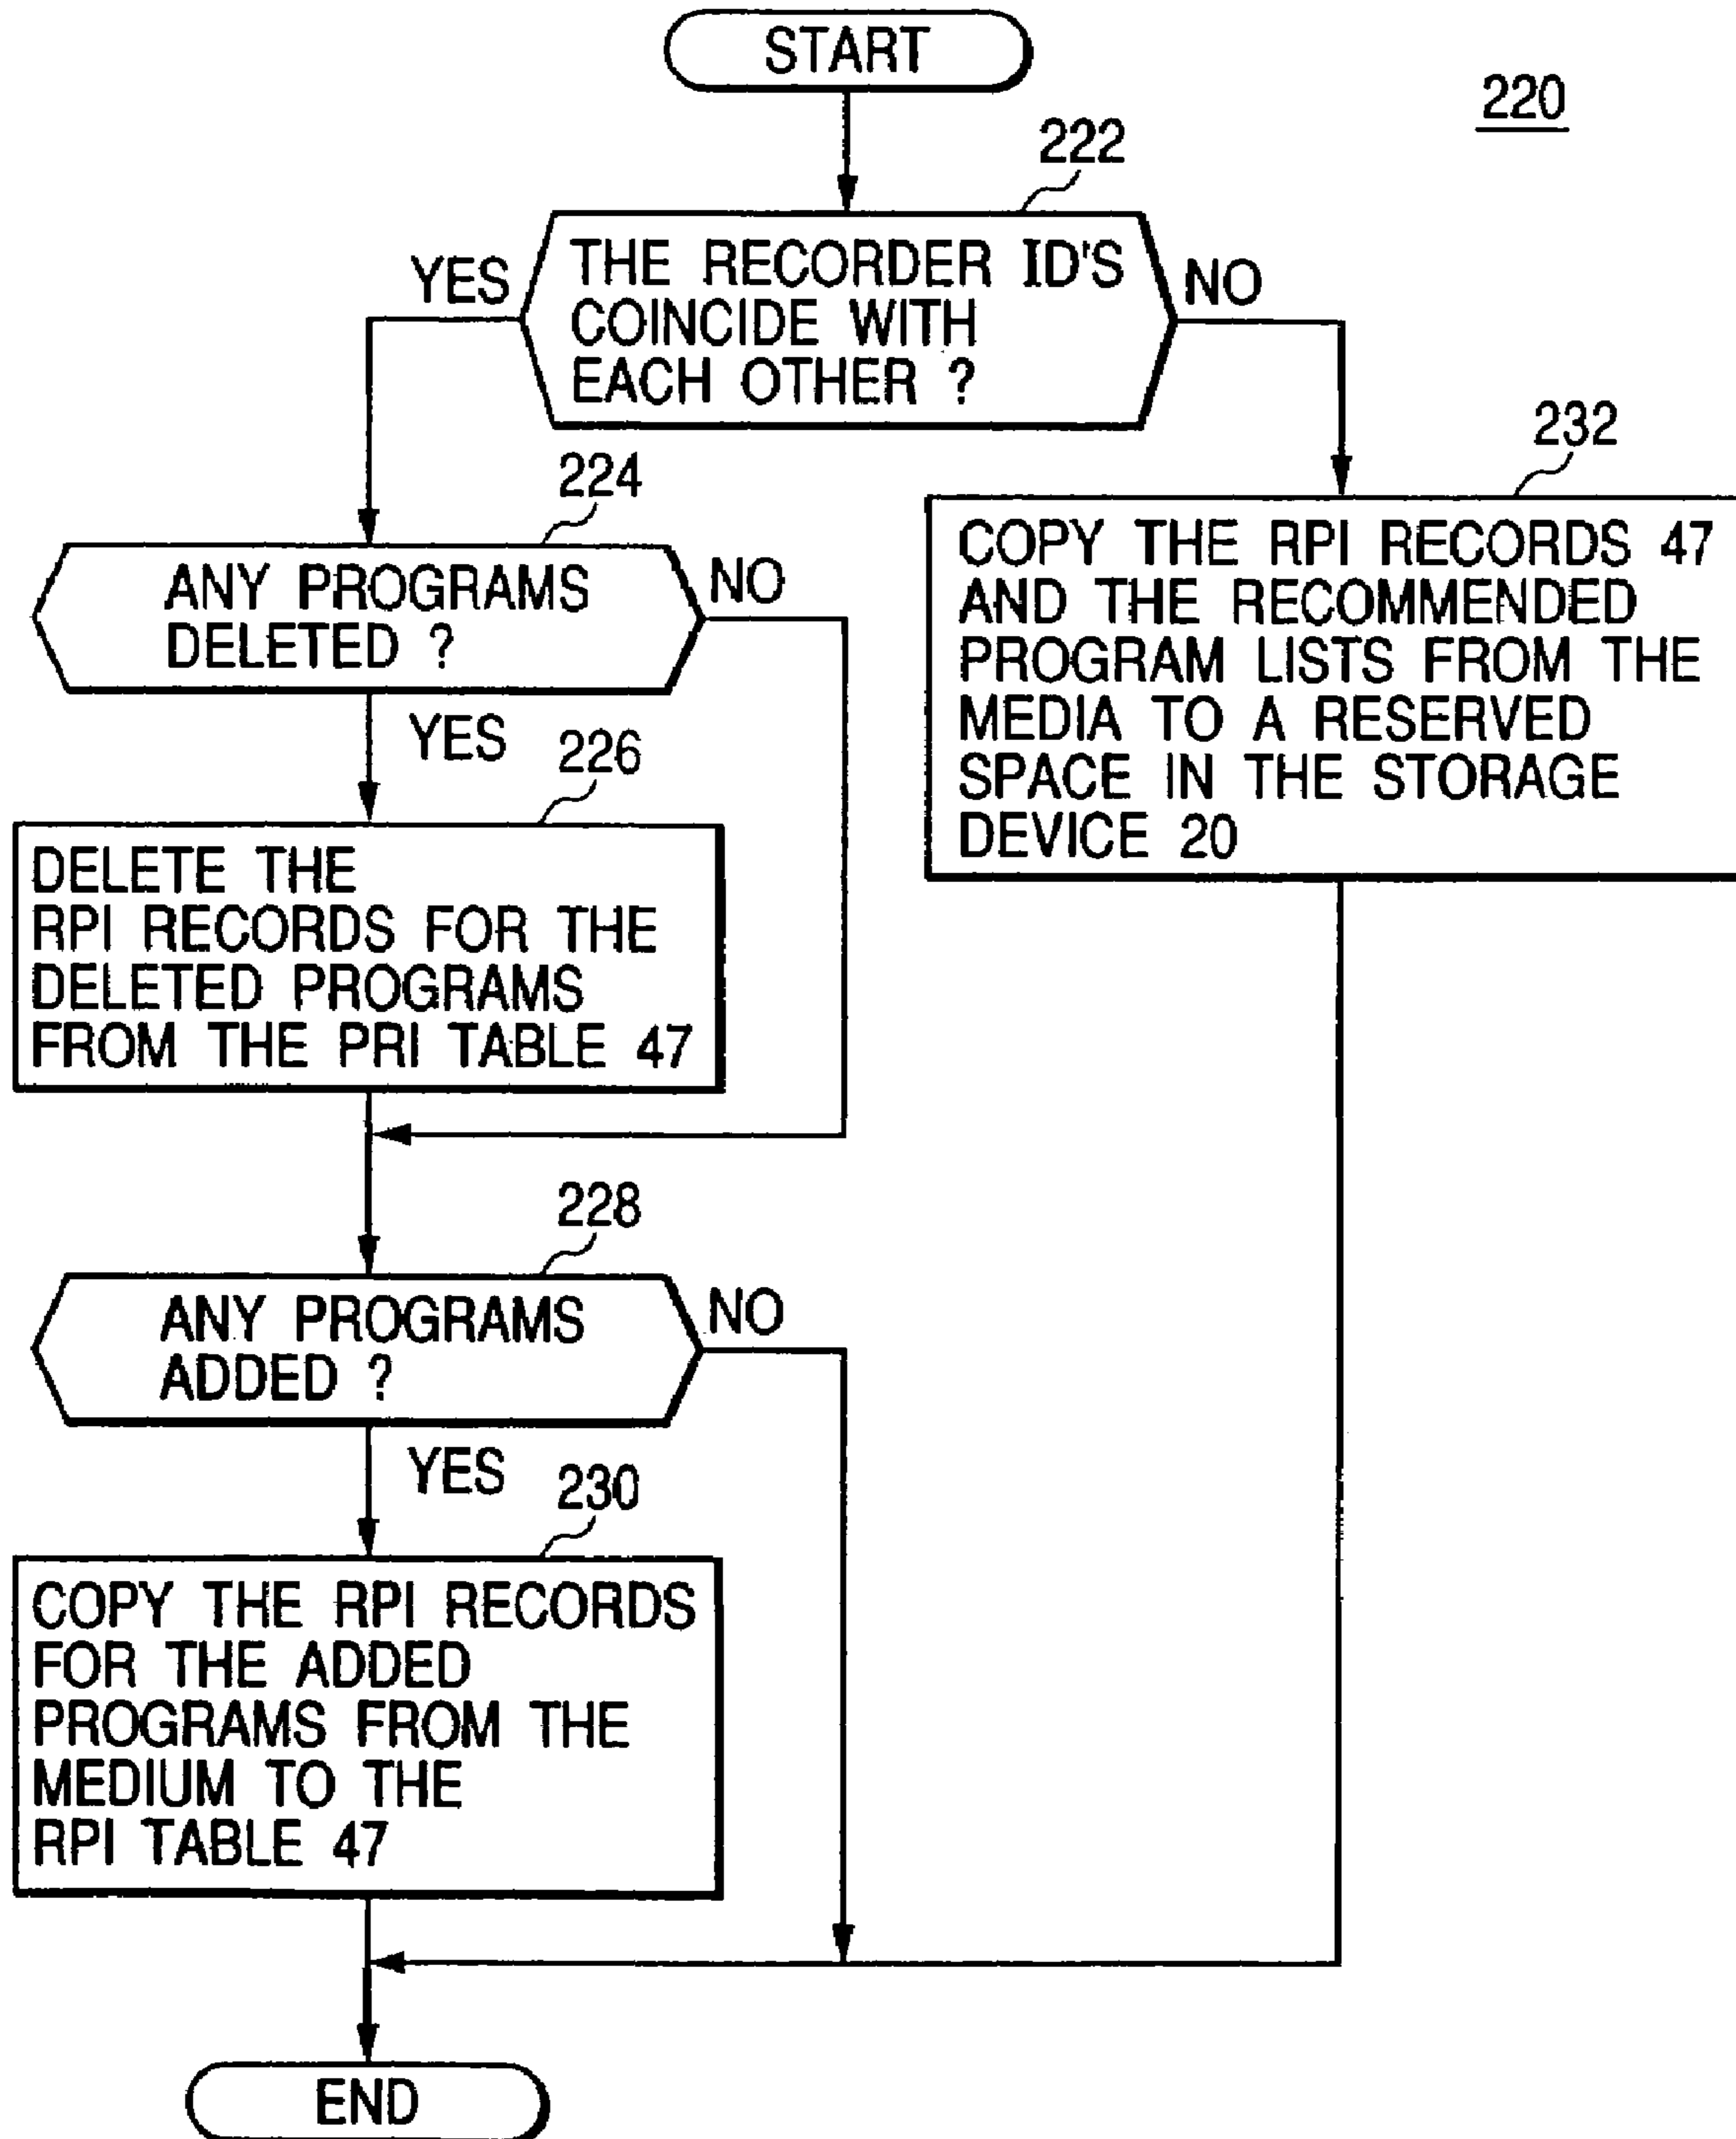 START
220
222
THE RECORDER ID'S
COINCIDE WITH
EACH OTHER ?
YES
NO
224
ANY PROGRAMS
DELETED ?
NO
YES
232
COPY THE RPI RECORDS 47
AND THE RECOMMENDED
PROGRAM LISTS FROM THE
MEDIA TO A RESERVED
SPACE IN THE STORAGE
DEVICE 20
226
DELETE THE
RPI RECORDS FOR THE
DELETED PROGRAMS
FROM THE PRI TABLE 47
228
ANY PROGRAMS
ADDED ?
NO
YES
230
COPY THE RPI RECORDS
FOR THE ADDED
PROGRAMS FROM THE
MEDIUM TO THE
RPI TABLE 47
END